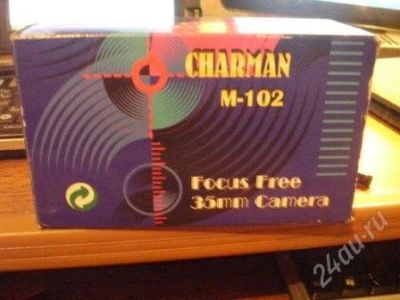 CHARMAN
M-102
Focus Free
35mm Camera
24au.ru